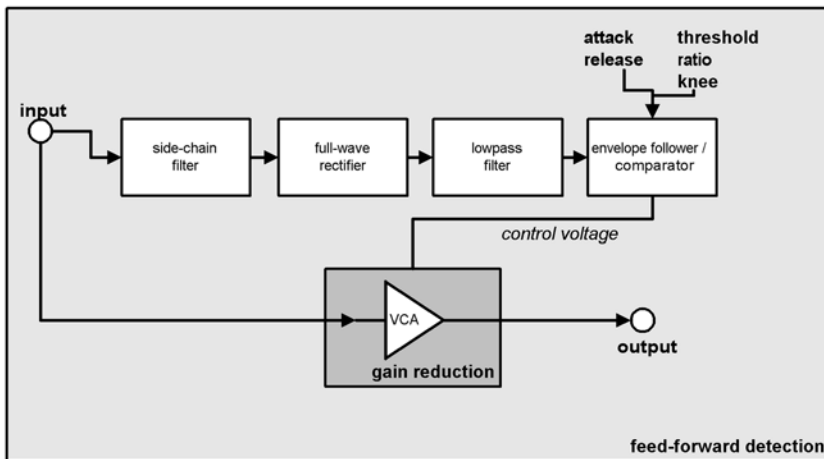 attack
release
threshold
ratio
knee
input
side-chain
filter
full-wave
rectifier
lowpass
filter
envelope follower /
comparator
control voltage
VCA
gain reduction
output
feed-forward detection